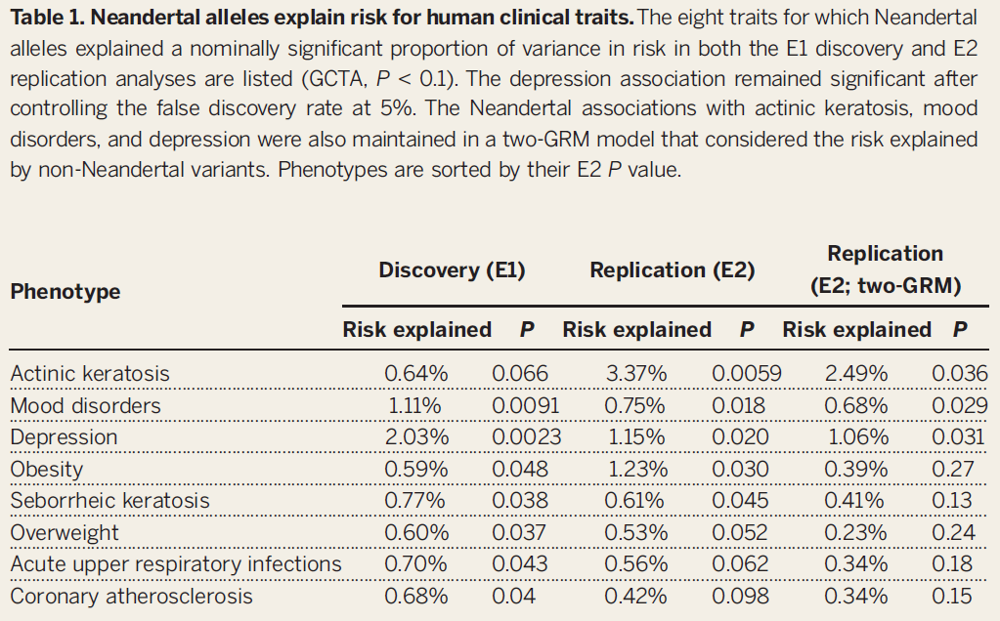 Table 1. Neandertal alleles explain risk for human clinical traits. The eight traits for which Neandertal
alleles explained a nominally significant proportion of variance in risk in both the E1 discovery and E2
replication analyses are listed (GCTA, P < 0.1). The depression association remained significant after
controlling the false discovery rate at 5%. The Neandertal associations with actinic keratosis, mood
disorders, and depression were also maintained in a two-GRM model that considered the risk explained
by non-Neandertal variants. Phenotypes are sorted by their E2 P value.
Phenotype Discovery (E1) Replication (E2) Replication
(E2; two-GRM)
Risk explained P Risk explained P Risk explained P
Actinic keratosis 0.64% 0.066 3.37% 0.0059 2.49% 0.036
Mood disorders 1.11% 0.0091 0.75% 0.018 0.68% 0.029
Depression 2.03% 0.0023 1.15% 0.020 1.06% 0.031
Obesity 0.59% 0.048 1.23% 0.030 0.39% 0.27
Seborrheic keratosis 0.77% 0.038 0.61% 0.045 0.41% 0.13
Overweight 0.60% 0.037 0.53% 0.052 0.23% 0.24
Acute upper respiratory infections 0.70% 0.043 0.56% 0.062 0.34% 0.18
Coronary atherosclerosis 0.68% 0.04 0.42% 0.098 0.34% 0.15